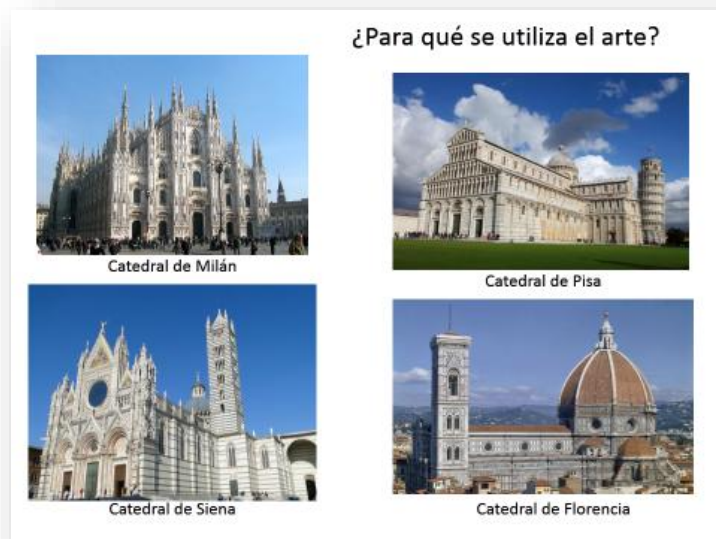 ¿Para qué se utiliza el arte?
Catedral de Milán
Catedral de Pisa
Catedral de Siena
Catedral de Florencia